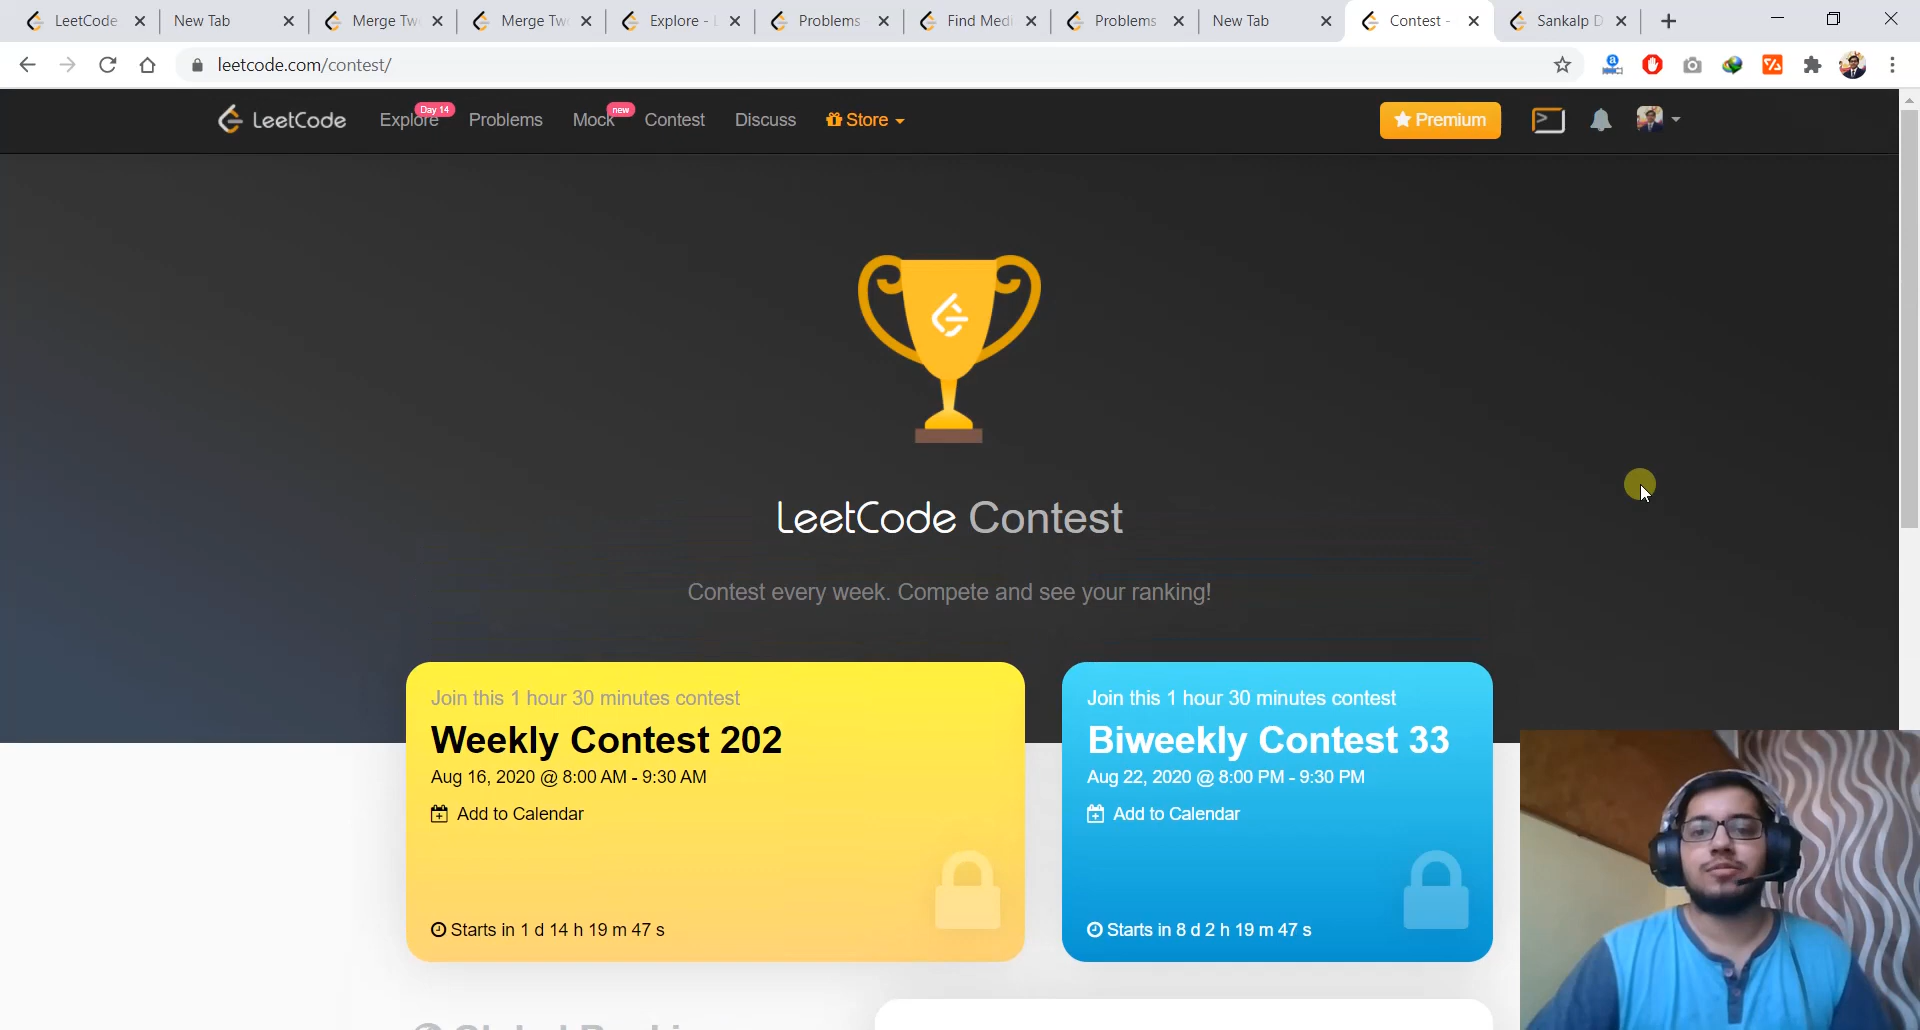 LeetCode
New Tab
Merge Tw
Merge Tw
Explore - L
Problems
Find Medi
Problems
New Tab
Contest -
Sankalp D
leetcode.com/contest/
LeetCode
Explore Day 14
Problems
Mock new
Contest
Discuss
Store
Premium
LeetCode Contest
Contest every week. Compete and see your ranking!
Join this 1 hour 30 minutes contest
Weekly Contest 202
Aug 16, 2020 @ 8:00 AM - 9:30 AM
Add to Calendar
Starts in 1 d 14 h 19 m 47 s
Join this 1 hour 30 minutes contest
Biweekly Contest 33
Aug 22, 2020 @ 8:00 PM - 9:30 PM
Add to Calendar
Starts in 8 d 2 h 19 m 47 s